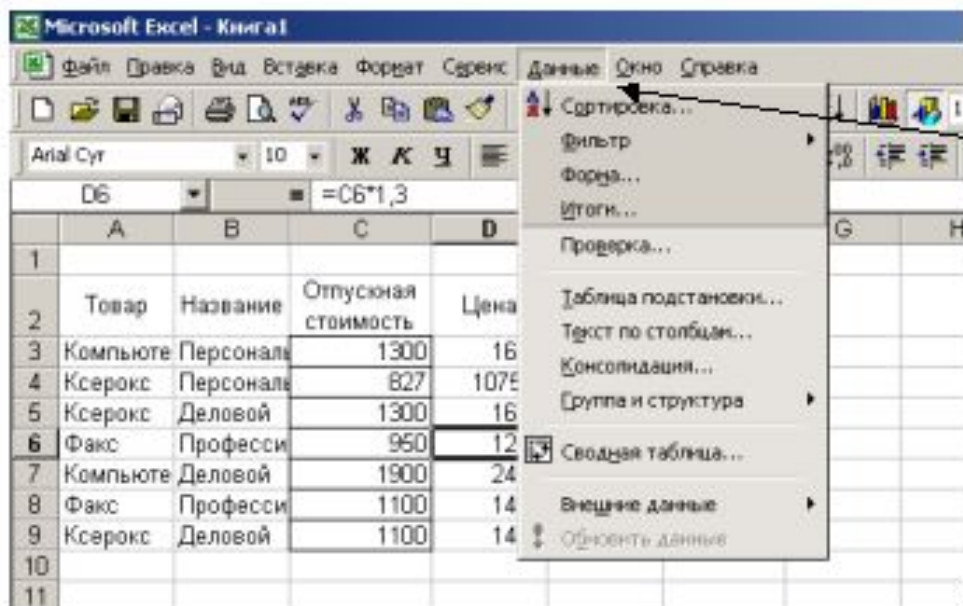 Microsoft Excel - Книга1
Файл Правка Вид Вставка Формат Сервис Данные Окно Справка
Arial Cyr 10 Ж К Ч
D6 = =C6*1,3
A B C D G H
1
2 Товар Название Отпускная стоимость Цена
3 Компьюте Персональ 1300 16
4 Ксерокс Персональ 827 1075
5 Ксерокс Деловой 1300 16
6 Факс Професси 950 12
7 Компьюте Деловой 1900 24
8 Факс Професси 1100 14
9 Ксерокс Деловой 1100 14
10
11
Сортировка...
Фильтр
Форма...
Итоги...
Проверка...
Таблица подстановки...
Текст по столбцам...
Консолидация...
Группа и структура
Сводная таблица...
Внешние данные
Обновить данные